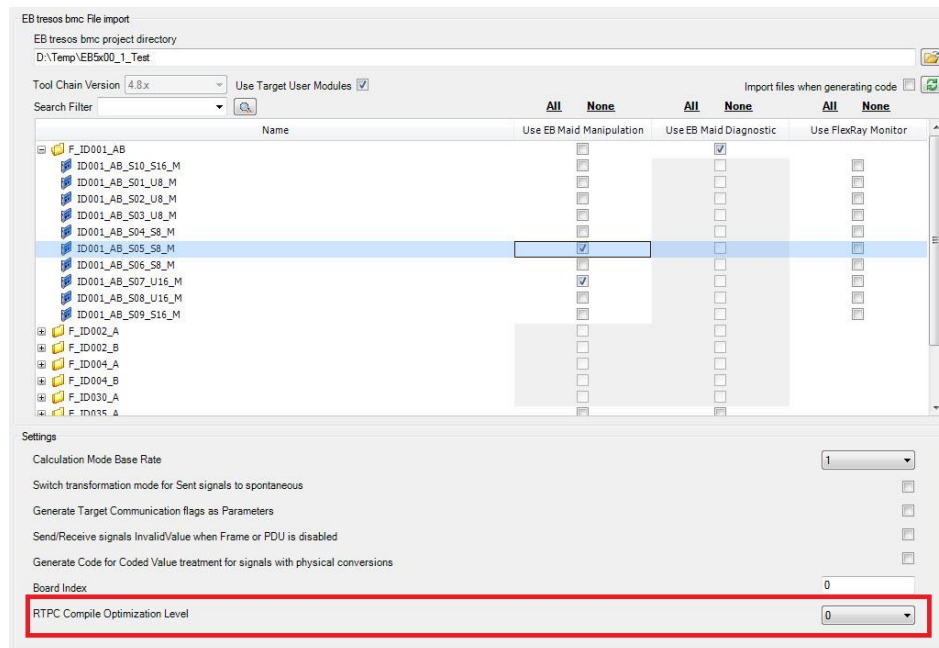 EB tresos bmc File import
EB tresos bmc project directory
D:\Temp\EB5x00_1_Test
Tool Chain Version 4.8.x Use Target User Modules Import files when generating code
Search Filter All None All None All None
Name Use EB Maid Manipulation Use EB Maid Diagnostic Use FlexRay Monitor
F_ID001_AB
ID001_AB_S10_S16_M
ID001_AB_S01_U8_M
ID001_AB_S02_U8_M
ID001_AB_S03_U8_M
ID001_AB_S04_S8_M
ID001_AB_S05_S8_M
ID001_AB_S06_S8_M
ID001_AB_S07_U16_M
ID001_AB_S08_U16_M
ID001_AB_S09_S16_M
F_ID002_A
F_ID002_B
F_ID004_A
F_ID004_B
F_ID030_A
F_ID035_A
Settings
Calculation Mode Base Rate 1
Switch transformation mode for Sent signals to spontaneous
Generate Target Communication flags as Parameters
Send/Receive signals InvalidValue when Frame or PDU is disabled
Generate Code for Coded Value treatment for signals with physical conversions
Board Index 0
RTPC Compile Optimization Level 0